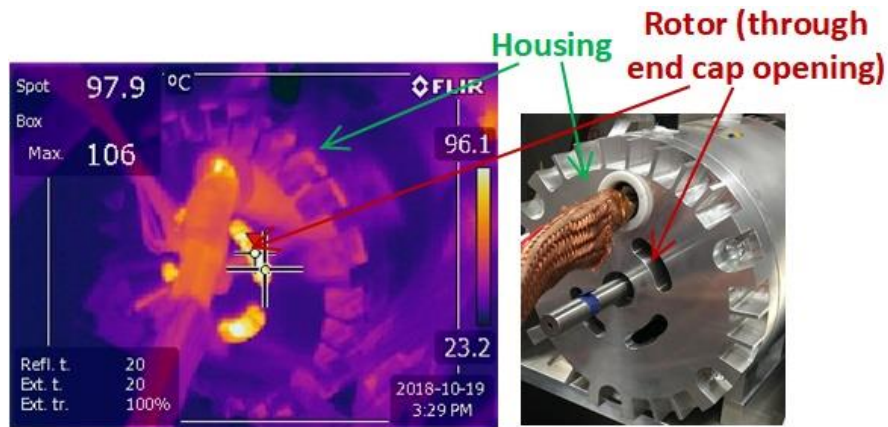 Housing
Rotor (through
end cap opening)
Spot 97.9 °C
Box
Max. 106
FLIR
96.1
23.2
Refl. t. 20
Ext. t. 20
Ext. tr. 100%
2018-10-19
3:29 PM